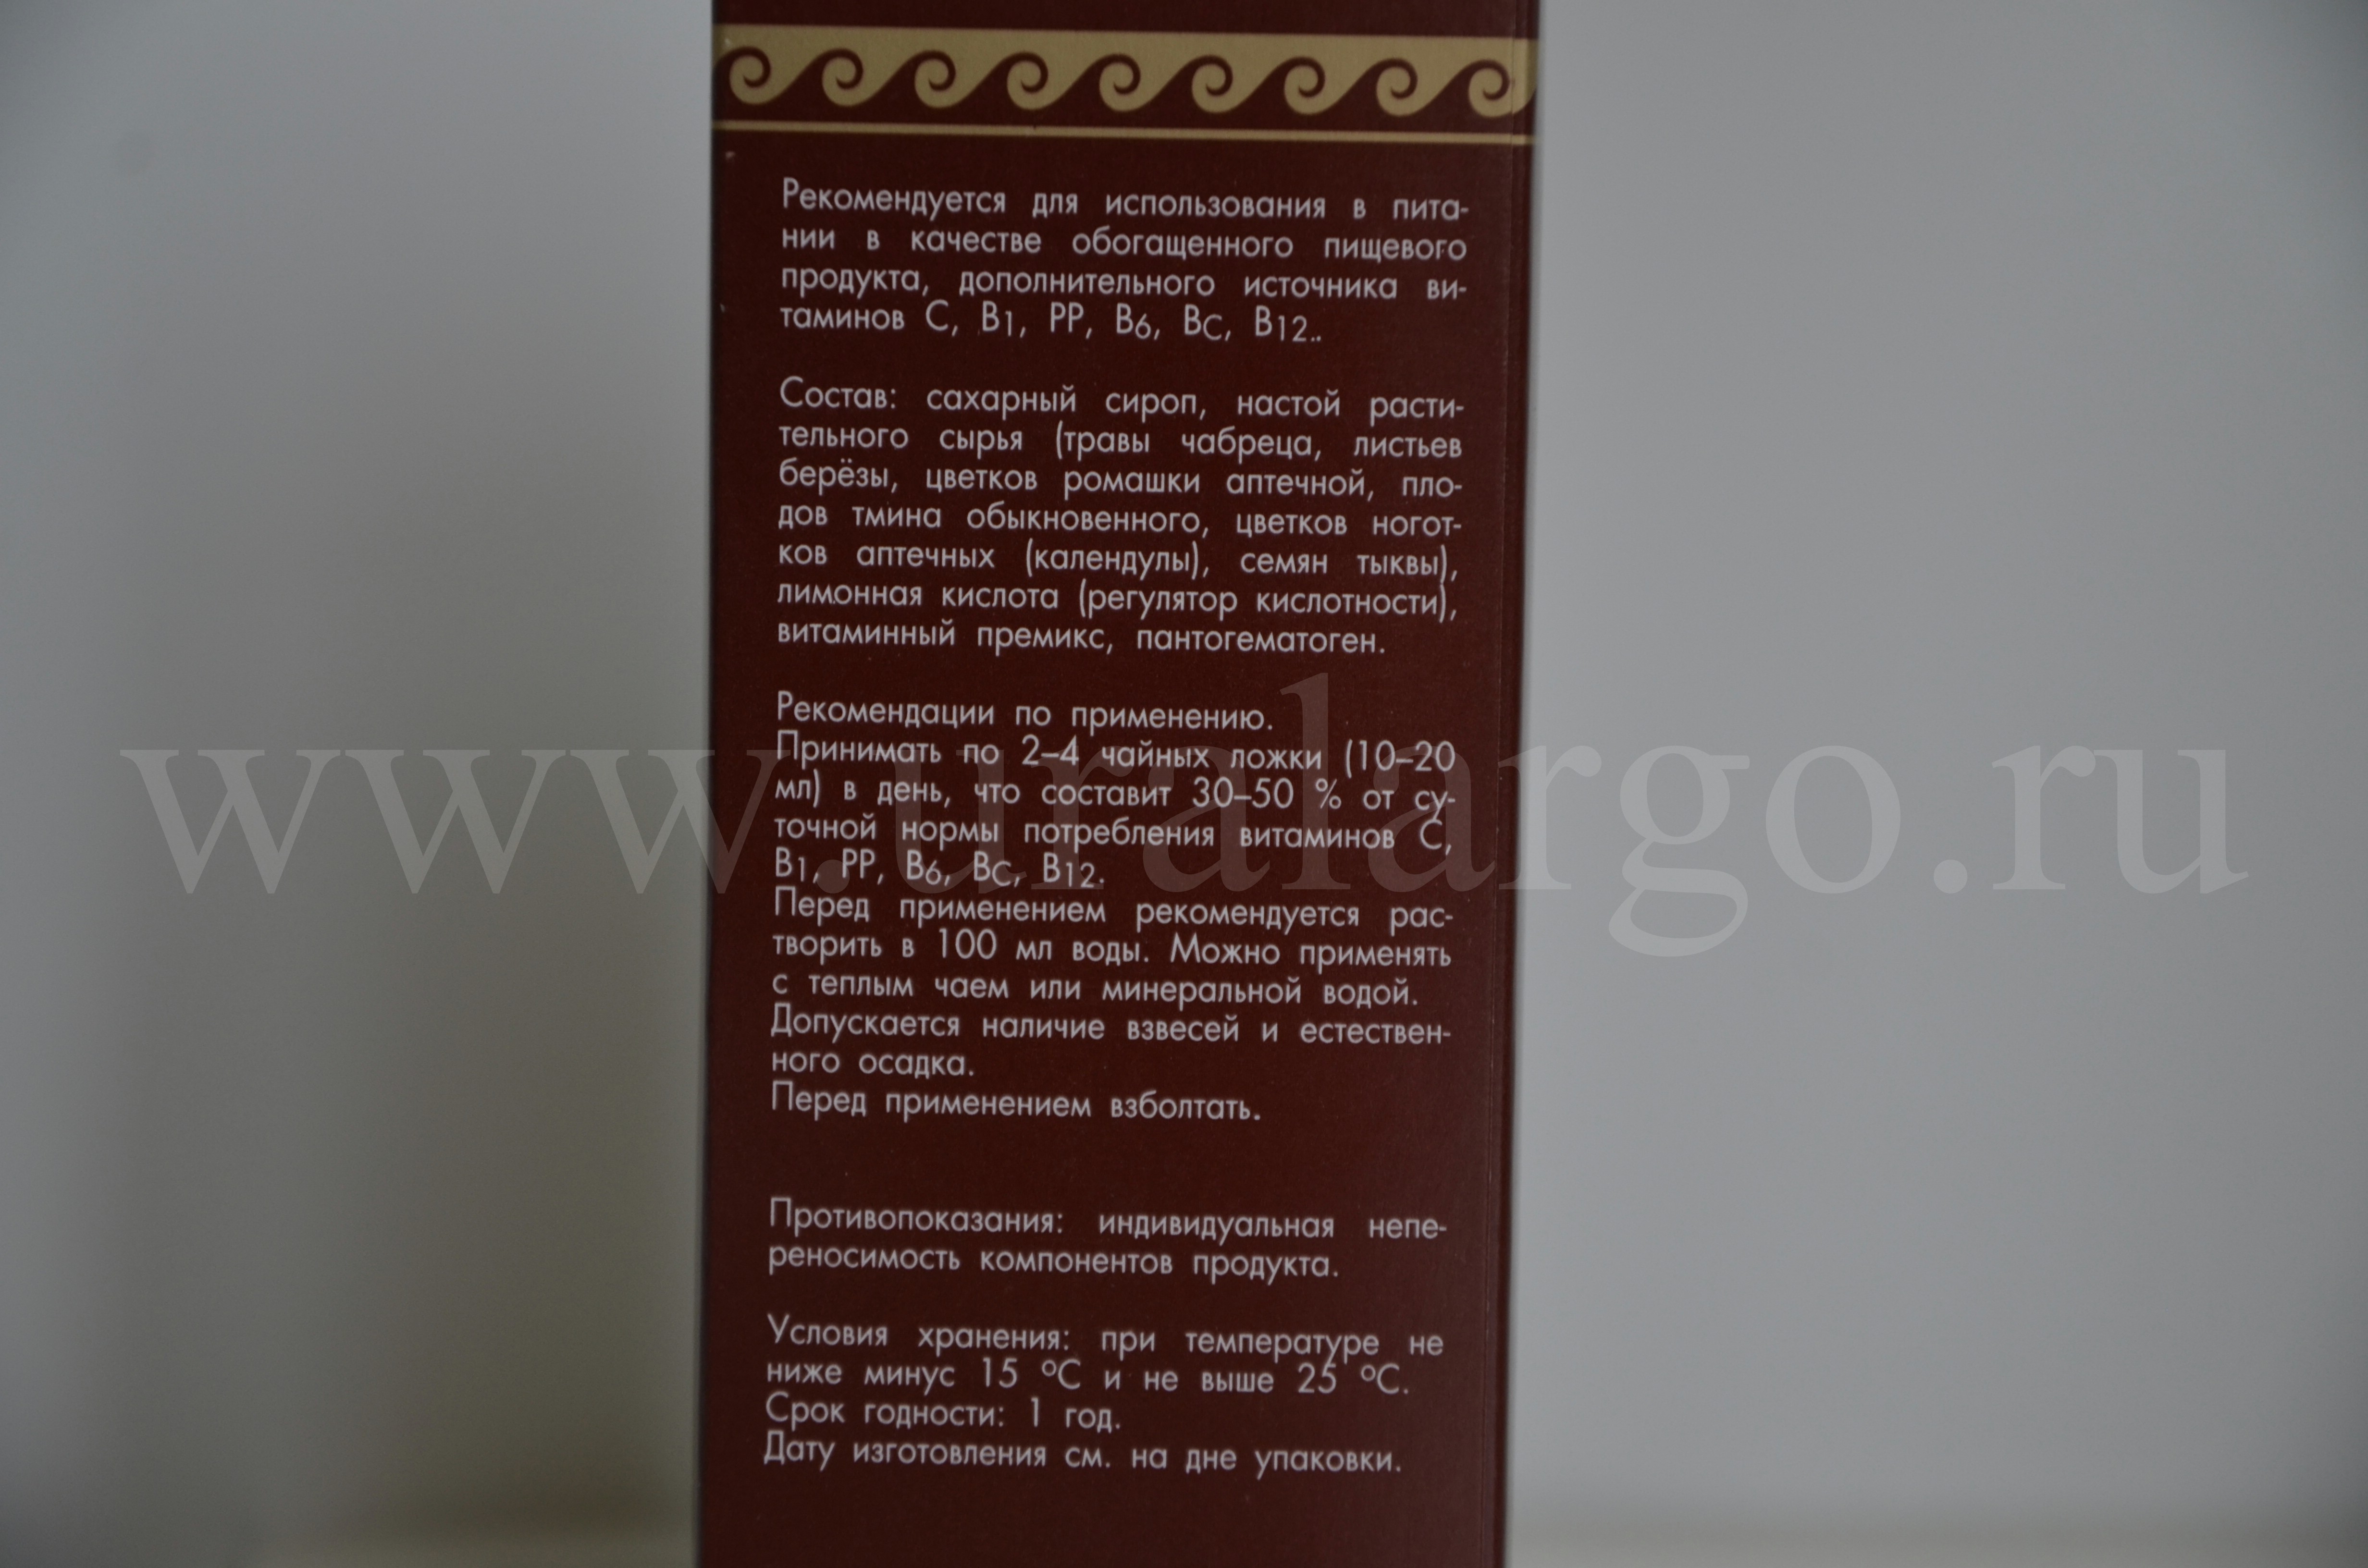 Рекомендуется для использования в пита-
нии в качестве обогащенного пищевого
продукта, дополнительного источника ви-
таминов С, В1, РР, В6, ВС, В12..
Состав: сахарный сироп, настой расти-
тельного сырья (травы чабреца, листьев
берёзы, цветков ромашки аптечной, пло-
дов тмина обыкновенного, цветков ногот-
ков аптечных (календулы), семян тыквы),
лимонная кислота (регулятор кислотности),
витаминный премикс, пантогематоген.
Рекомендации по применению.
Принимать по 2–4 чайных ложки (10–20
мл) в день, что составит 30–50 % от су-
точной нормы потребления витаминов С,
В1, РР, В6, ВС, В12.
Перед применением рекомендуется рас-
творить в 100 мл воды. Можно применять
с теплым чаем или минеральной водой.
Допускается наличие взвесей и естествен-
ного осадка.
Перед применением взболтать.
Противопоказания: индивидуальная непе-
реносимость компонентов продукта.
Условия хранения: при температуре не
ниже минус 15 °С и не выше 25 °С.
Срок годности: 1 год.
Дату изготовления см. на дне упаковки.
www.uralargo.ru